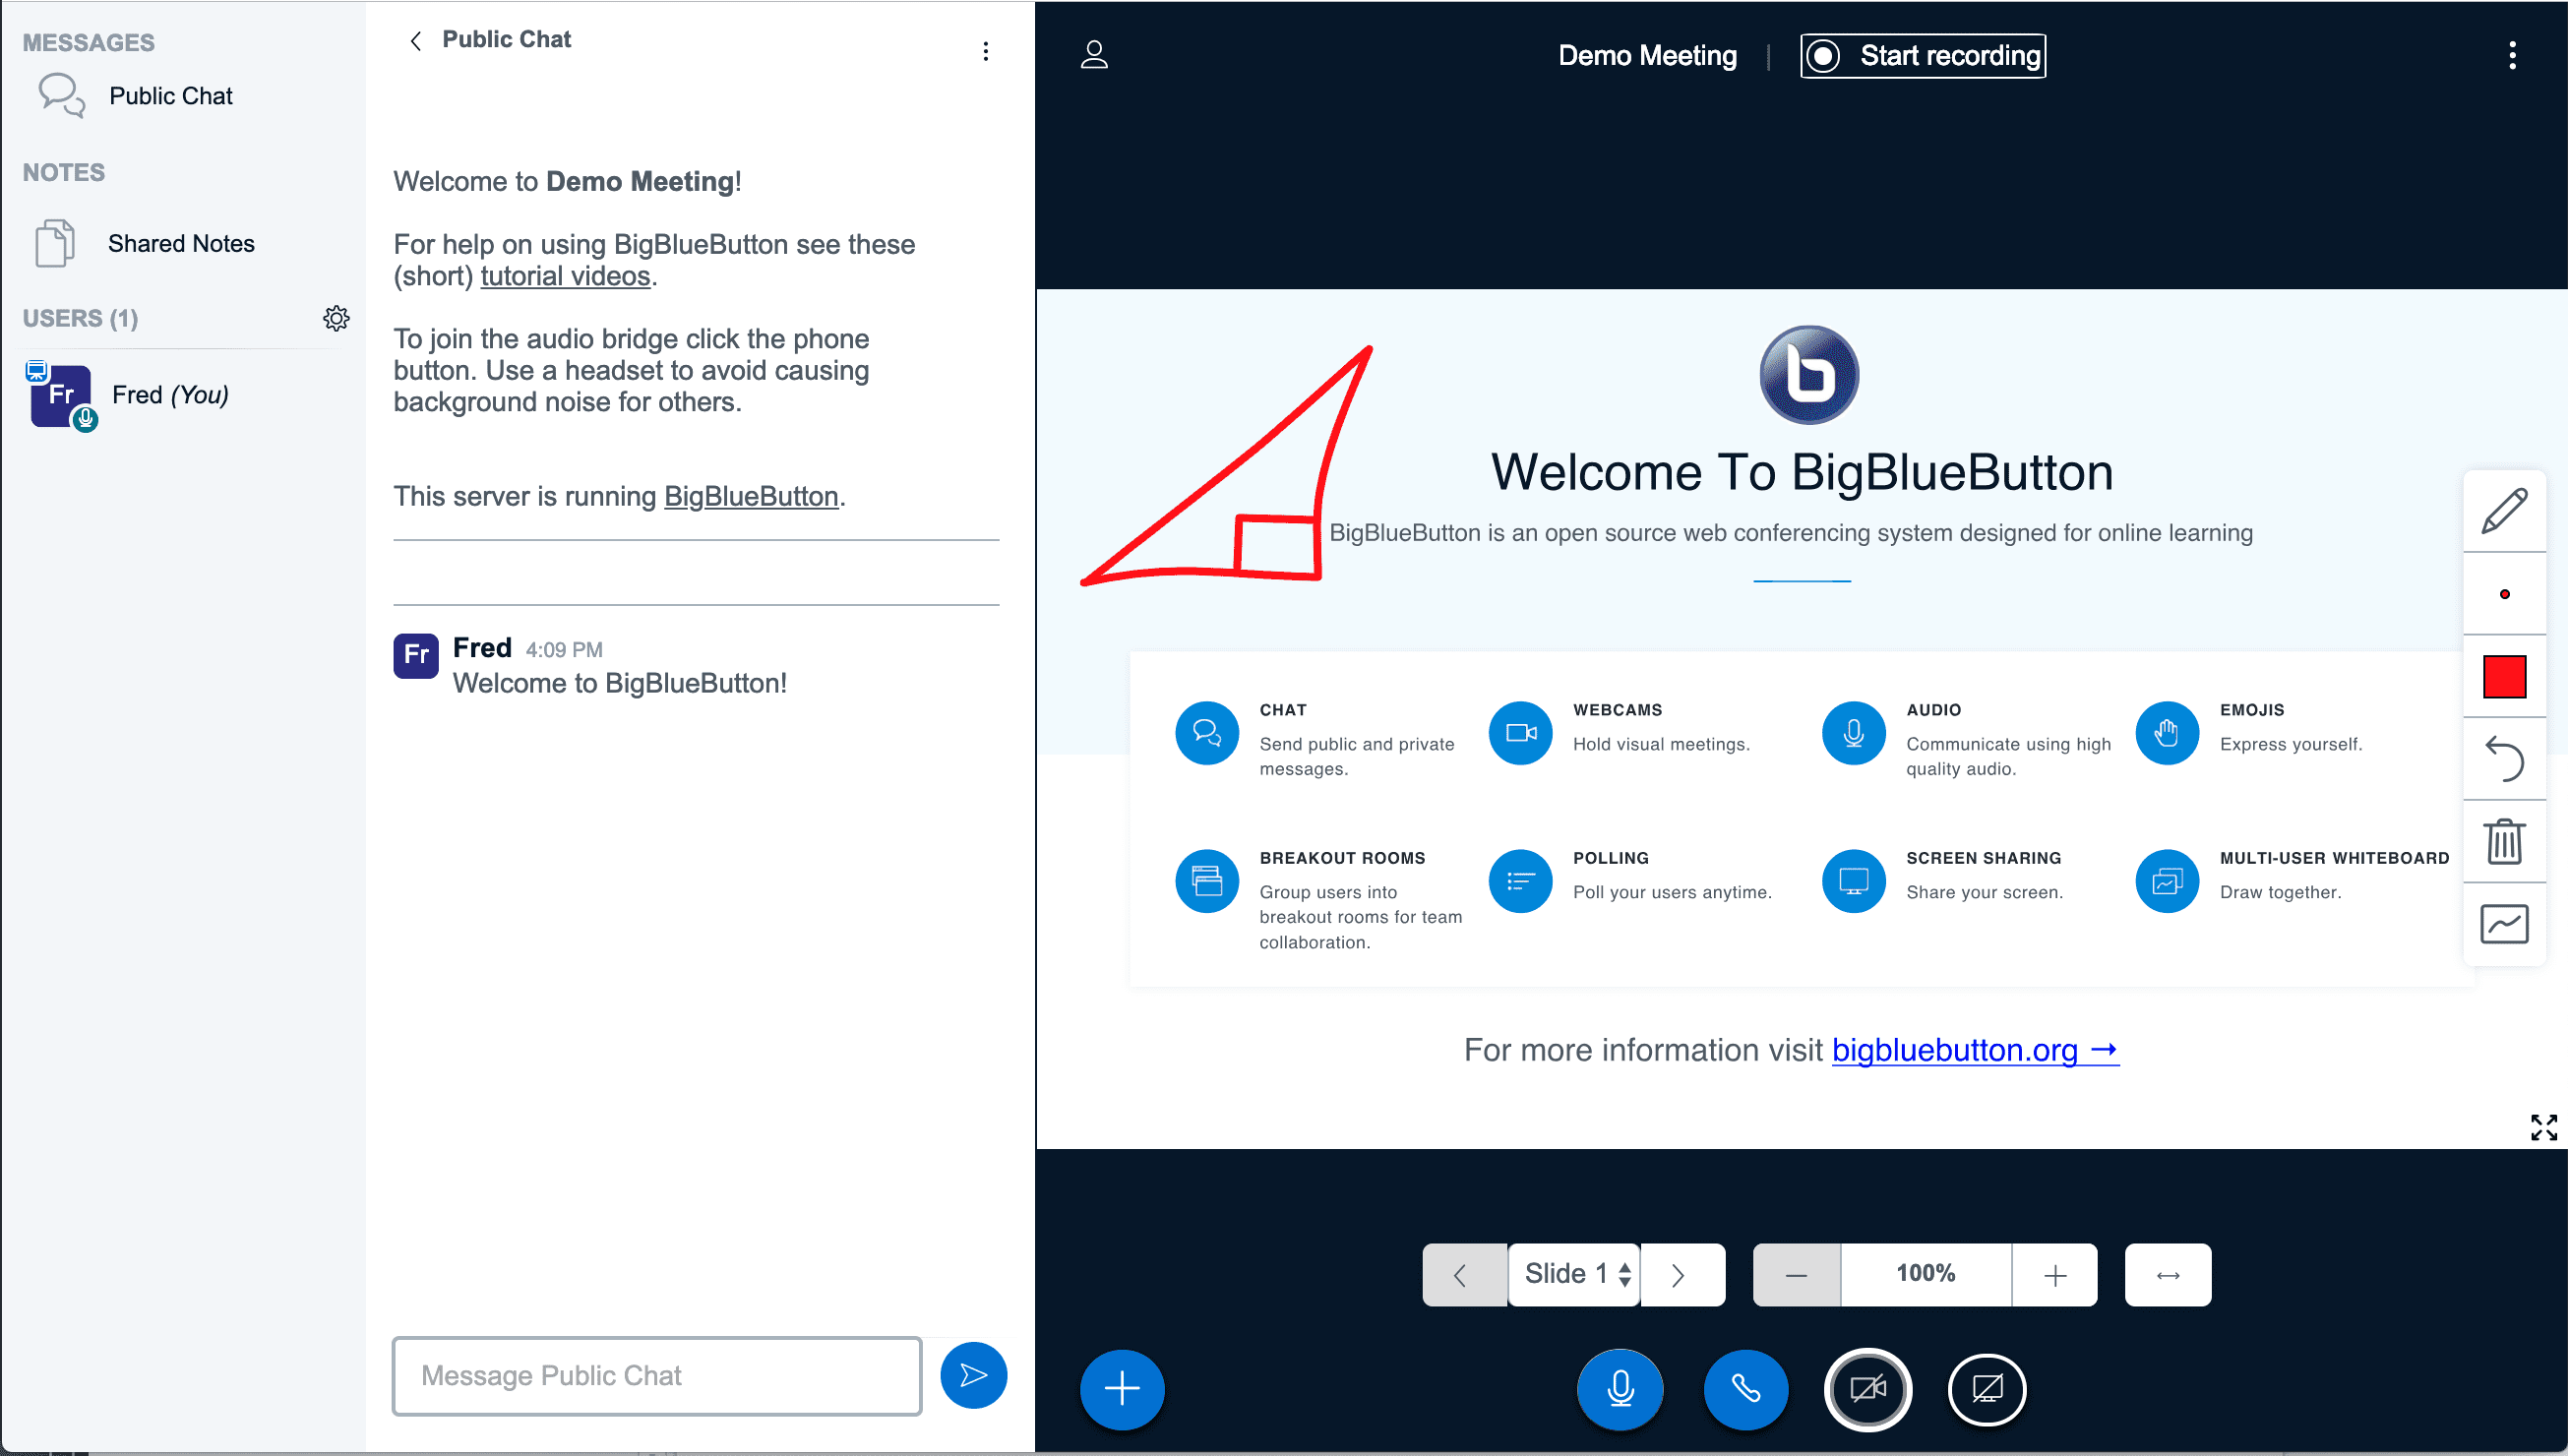 MESSAGES
Public Chat
NOTES
Shared Notes
USERS (1)
Fr
Fred (You)
Public Chat
Welcome to Demo Meeting!
For help on using BigBlueButton see these
(short) tutorial videos.
To join the audio bridge click the phone
button. Use a headset to avoid causing
background noise for others.
This server is running BigBlueButton.
Fr
Fred 4:09 PM
Welcome to BigBlueButton!
Message Public Chat
Demo Meeting
Start recording
b
Welcome To BigBlueButton
BigBlueButton is an open source web conferencing system designed for online learning
CHAT
Send public and private
messages.
WEBCAMS
Hold visual meetings.
AUDIO
Communicate using high
quality audio.
EMOJIS
Express yourself.
BREAKOUT ROOMS
Group users into
breakout rooms for team
collaboration.
POLLING
Poll your users anytime.
SCREEN SHARING
Share your screen.
MULTI-USER WHITEBOARD
Draw together.
For more information visit bigbluebutton.org →
Slide 1
100%